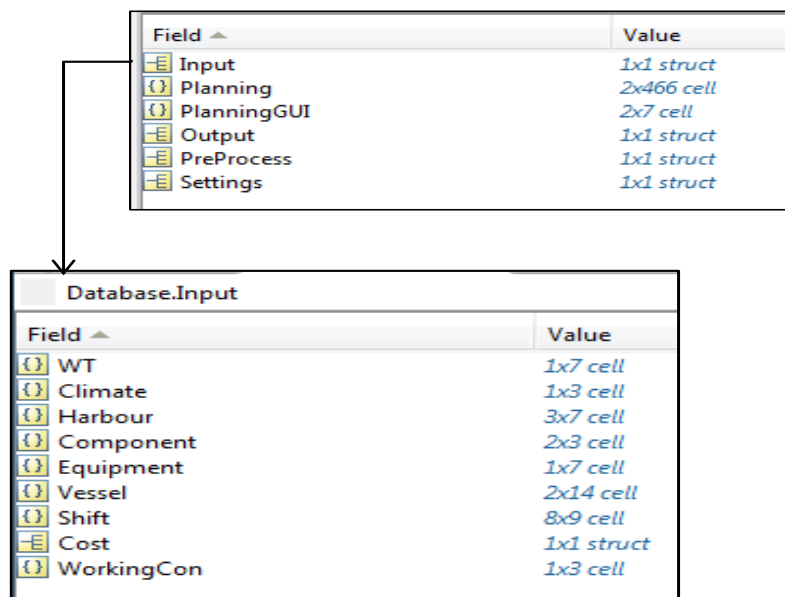 Field Value
Input 1x1 struct
Planning 2x466 cell
PlanningGUI 2x7 cell
Output 1x1 struct
PreProcess 1x1 struct
Settings 1x1 struct
Database.Input
Field Value
WT 1x7 cell
Climate 1x3 cell
Harbour 3x7 cell
Component 2x3 cell
Equipment 1x7 cell
Vessel 2x14 cell
Shift 8x9 cell
Cost 1x1 struct
WorkingCon 1x3 cell